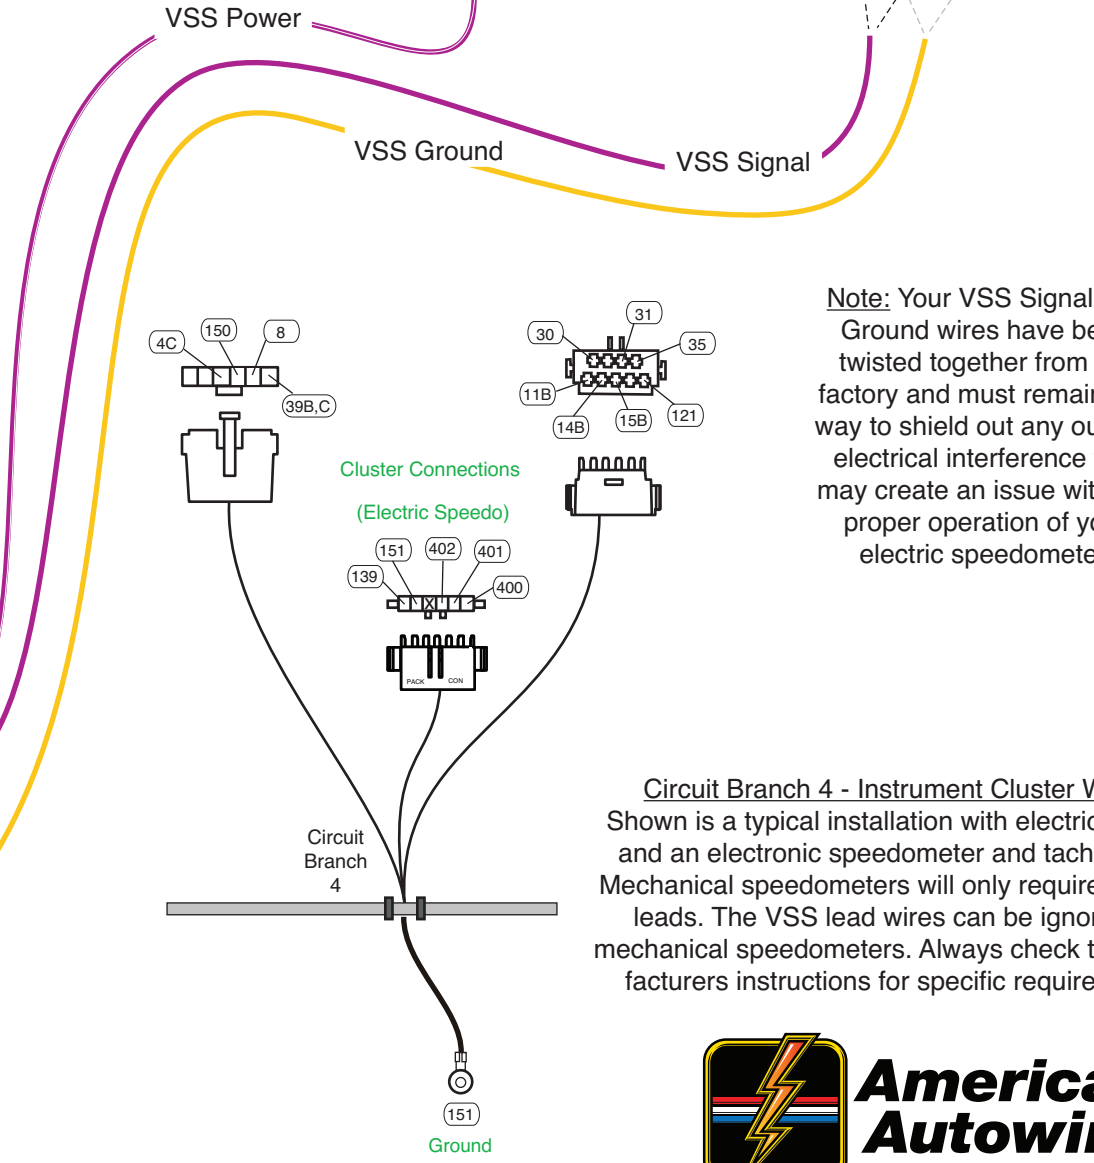 VSS Power
VSS Ground
VSS Signal
4C
150
8
39B,C
30
31
35
11B
14B
15B
121
Cluster Connections
(Electric Speedo)
139
151
402
401
400
X
PACK
CON
Note: Your VSS Signal
Ground wires have be
twisted together from
factory and must remain
way to shield out any ou
electrical interference
may create an issue wit
proper operation of yo
electric speedomete
Circuit
Branch
4
Circuit Branch 4 - Instrument Cluster W
Shown is a typical installation with electric
and an electronic speedometer and tach
Mechanical speedometers will only require
leads. The VSS lead wires can be ignor
mechanical speedometers. Always check t
facturers instructions for specific require
151
Ground
America
Autowir